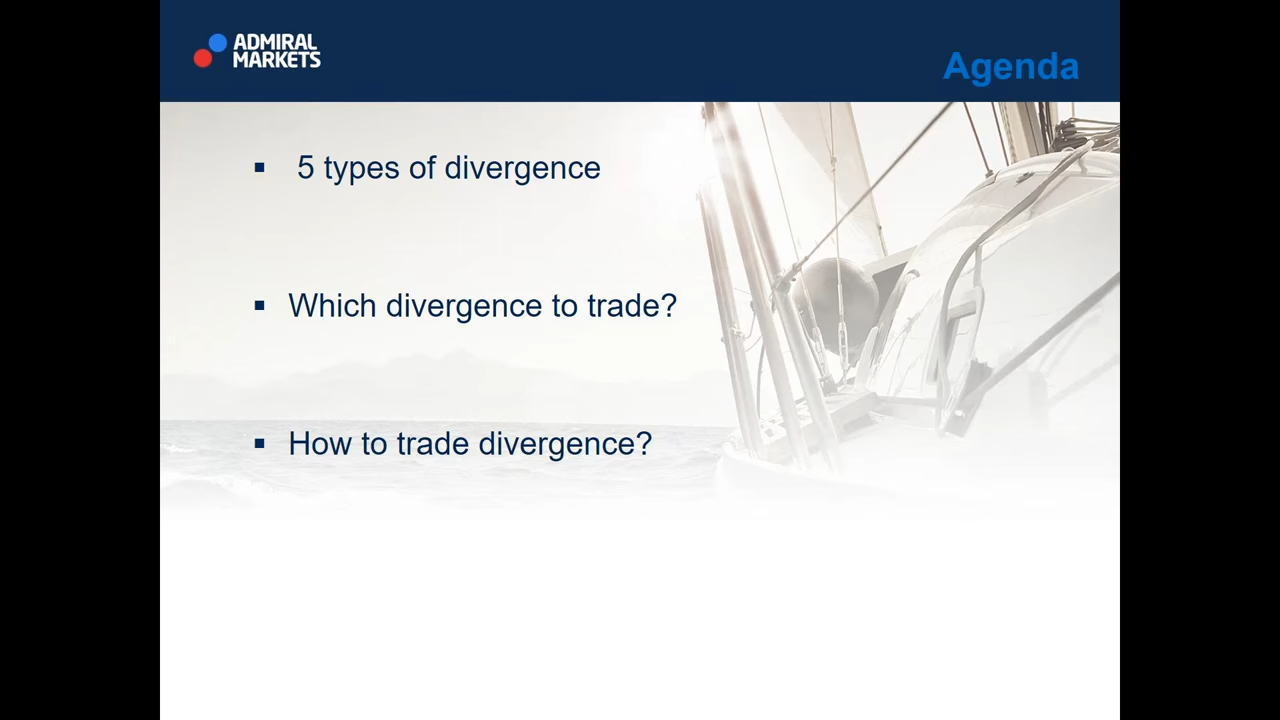 ADMIRAL
MARKETS
Agenda
▪ 5 types of divergence
▪ Which divergence to trade?
▪ How to trade divergence?